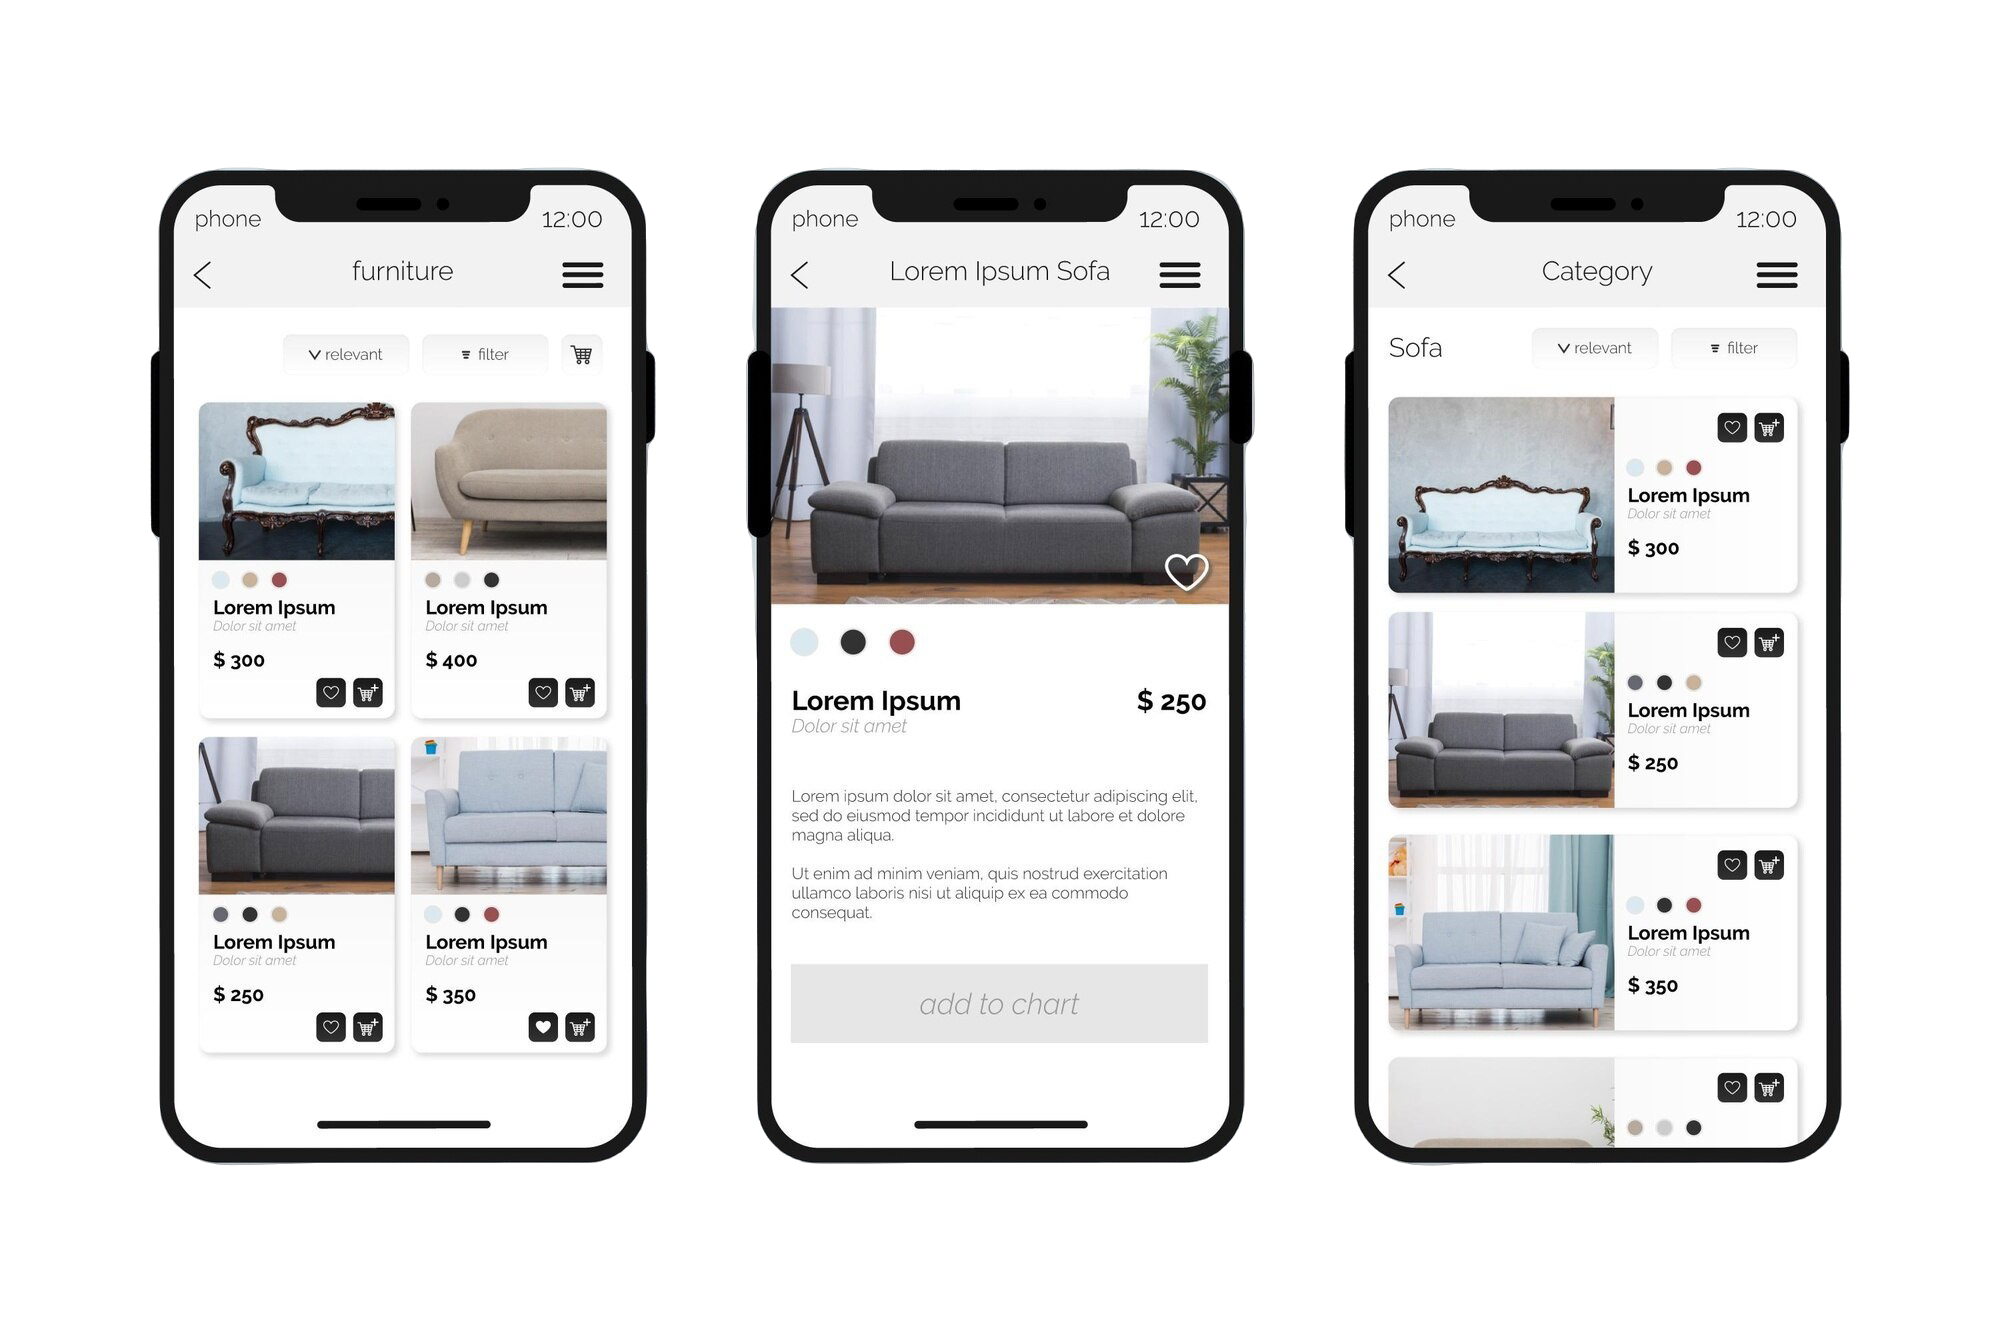 phone 12:00
furniture
relevant filter
Lorem Ipsum
Dolor sit amet
$ 300
Lorem Ipsum
Dolor sit amet
$ 400
Lorem Ipsum
Dolor sit amet
$ 250
Lorem Ipsum
Dolor sit amet
$ 350
phone 12:00
Lorem Ipsum Sofa
Lorem Ipsum $ 250
Dolor sit amet
Lorem ipsum dolor sit amet, consectetur adipiscing elit,
sed do eiusmod tempor incididunt ut labore et dolore
magna aliqua.
Ut enim ad minim veniam, quis nostrud exercitation
ullamco laboris nisi ut aliquip ex ea commodo
consequat.
add to chart
phone 12:00
Category
Sofa relevant filter
Lorem Ipsum
Dolor sit amet
$ 300
Lorem Ipsum
Dolor sit amet
$ 250
Lorem Ipsum
Dolor sit amet
$ 350